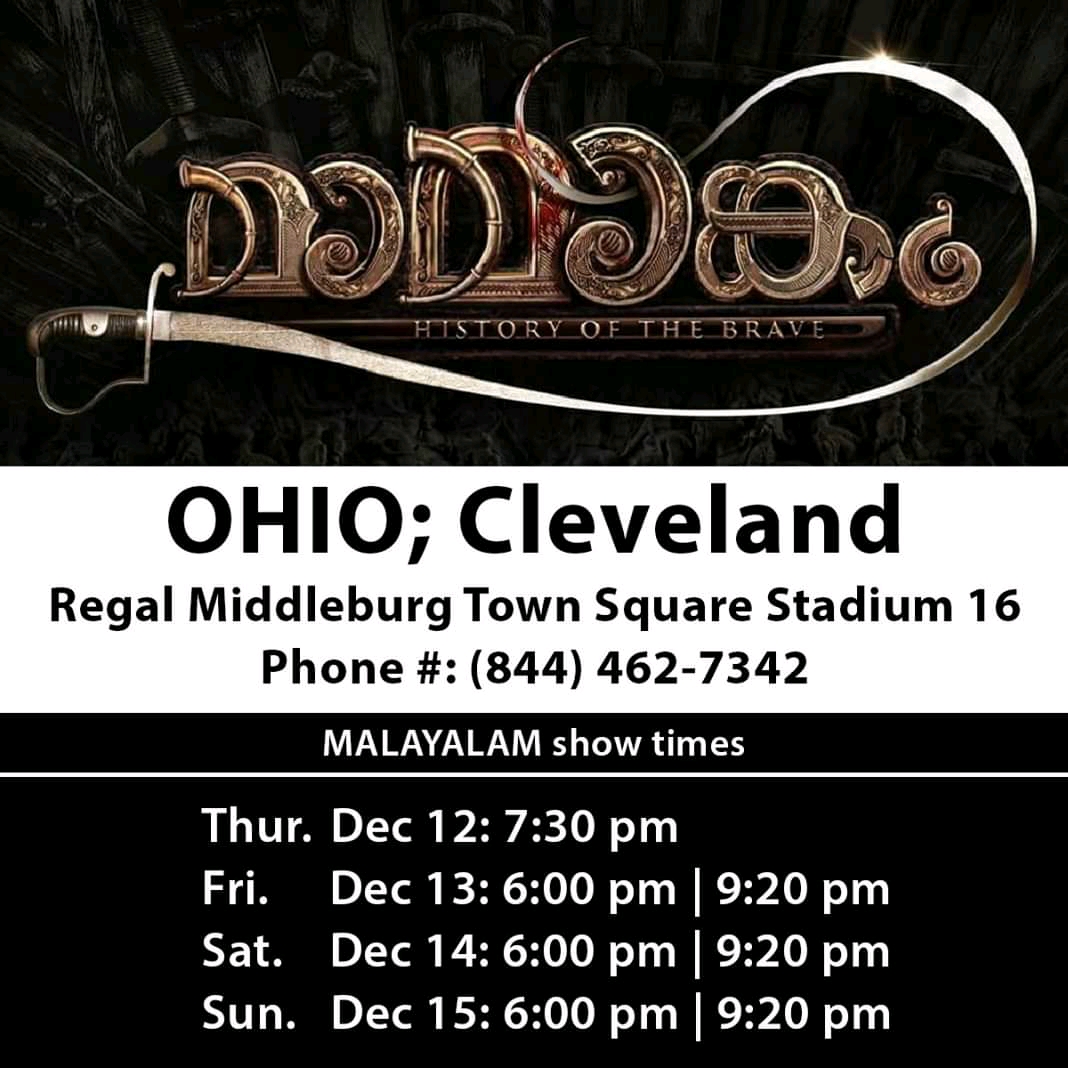 മാമാങ്കം
HISTORY OF THE BRAVE
OHIO; Cleveland
Regal Middleburg Town Square Stadium 16
Phone #: (844) 462-7342
MALAYALAM show times
Thur. Dec 12: 7:30 pm
Fri. Dec 13: 6:00 pm | 9:20 pm
Sat. Dec 14: 6:00 pm | 9:20 pm
Sun. Dec 15: 6:00 pm | 9:20 pm